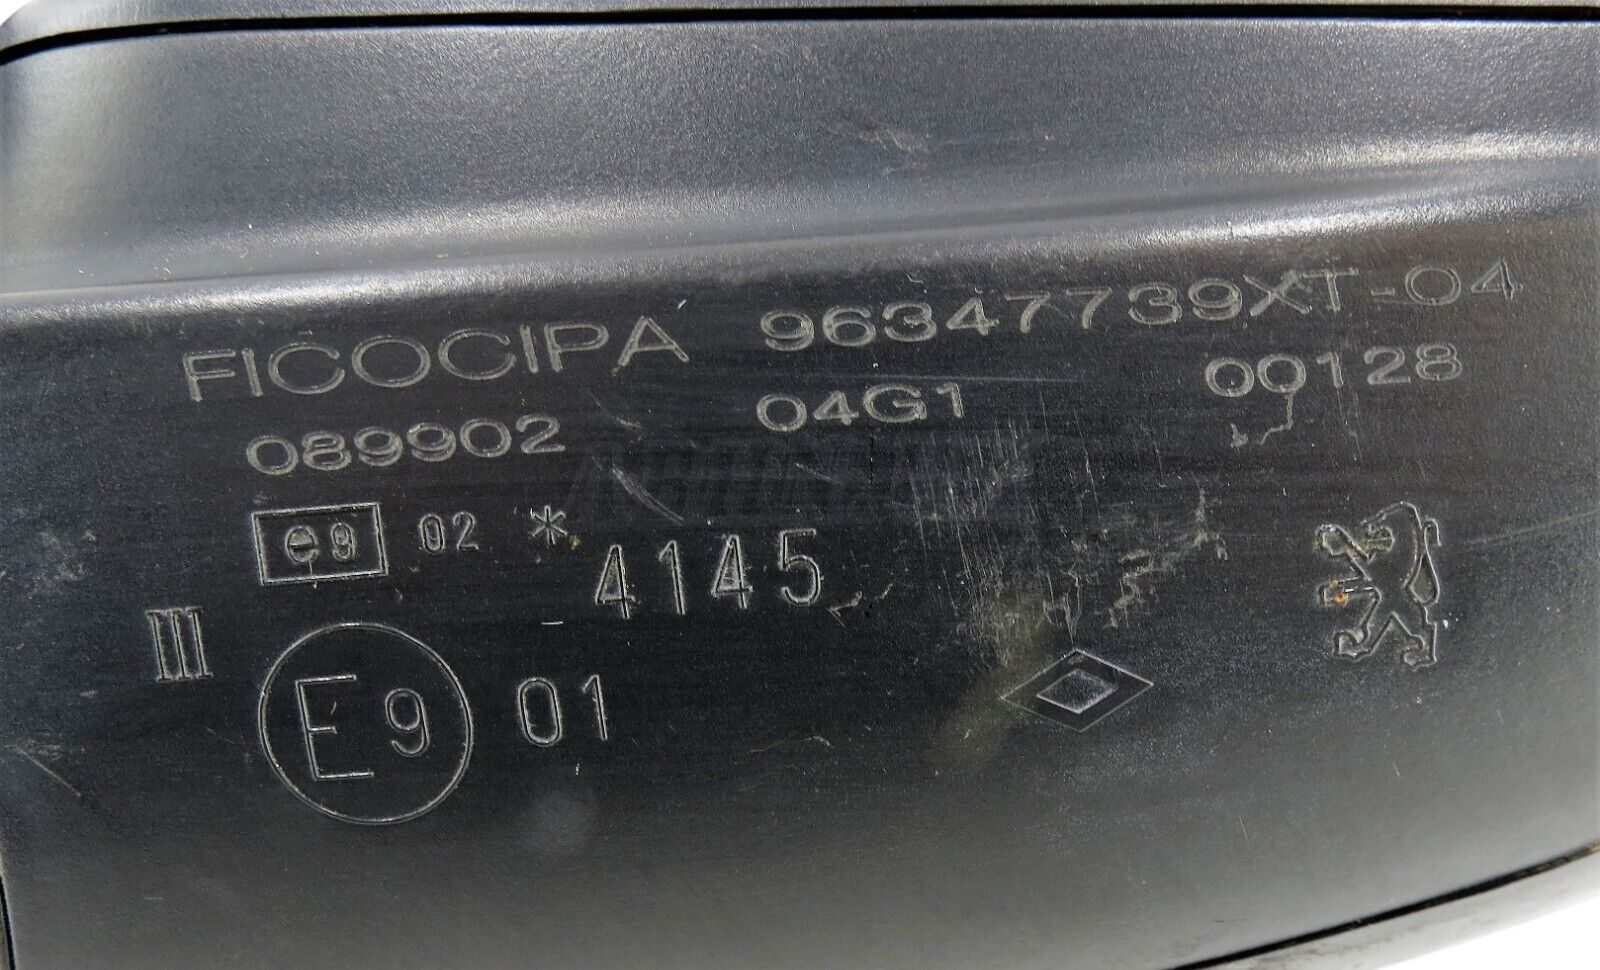 FICOCIPA 96347739XT-04
089902 04G1 00128
e9 02 * 4145
III
E9 01